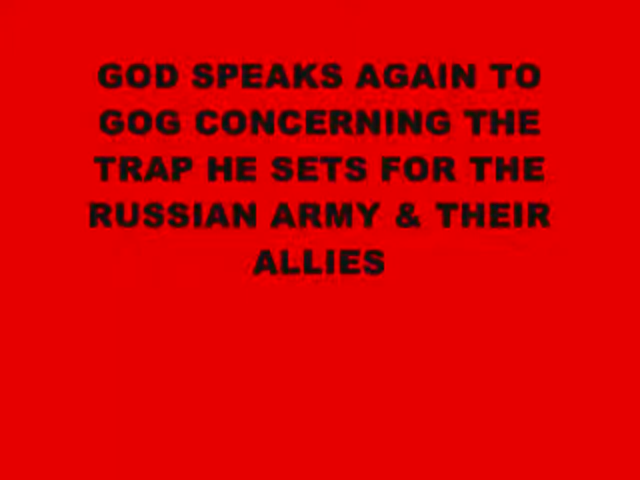 GOD SPEAKS AGAIN TO
GOG CONCERNING THE
TRAP HE SETS FOR THE
RUSSIAN ARMY & THEIR
ALLIES